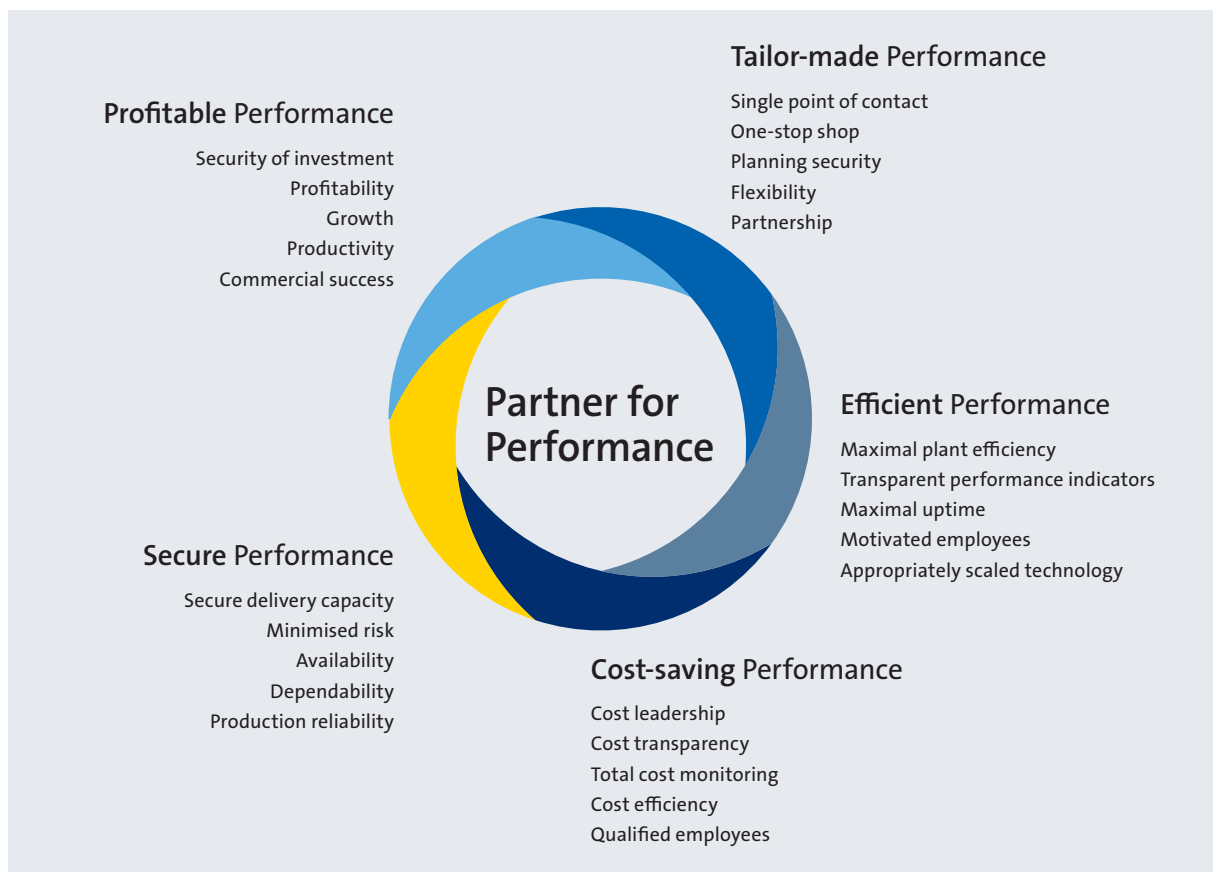 Profitable Performance
Security of investment
Profitability
Growth
Productivity
Commercial success
Tailor-made Performance
Single point of contact
One-stop shop
Planning security
Flexibility
Partnership
Partner for
Performance
Efficient Performance
Maximal plant efficiency
Transparent performance indicators
Maximal uptime
Motivated employees
Appropriately scaled technology
Secure Performance
Secure delivery capacity
Minimised risk
Availability
Dependability
Production reliability
Cost-saving Performance
Cost leadership
Cost transparency
Total cost monitoring
Cost efficiency
Qualified employees